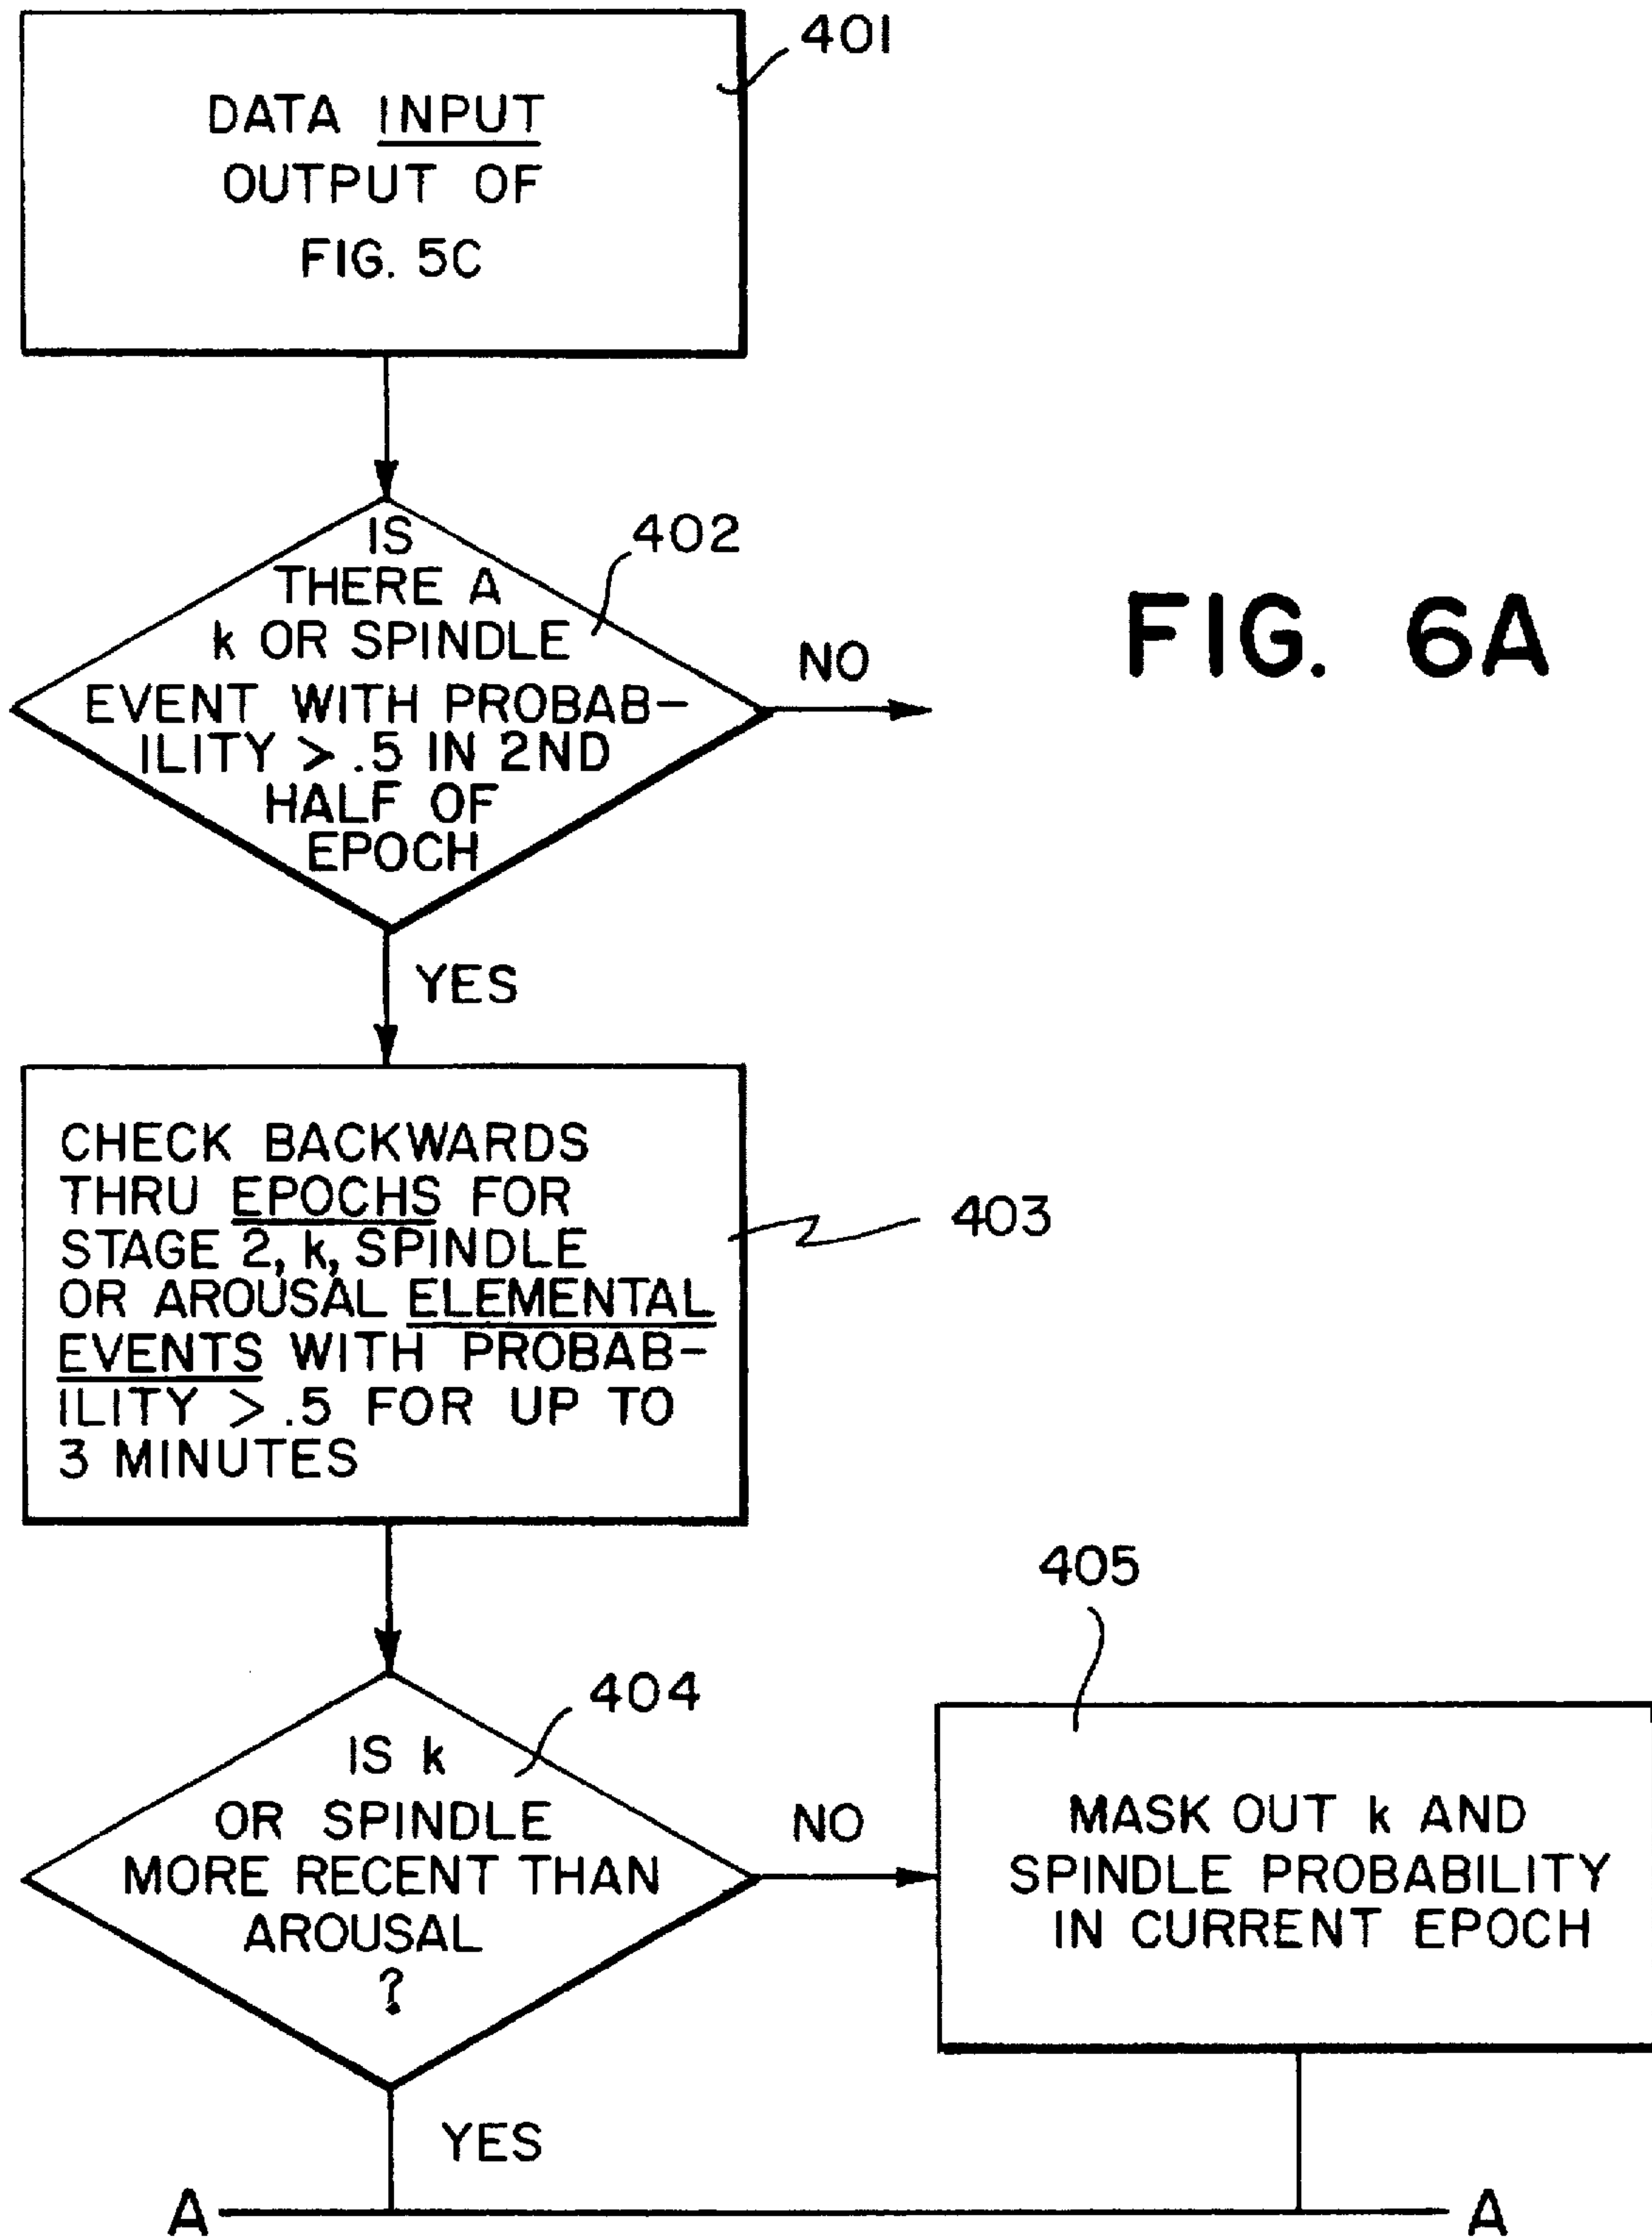 401
DATA INPUT
OUTPUT OF
FIG. 5C
402
IS
THERE A
k OR SPINDLE
EVENT WITH PROBAB-
ILITY > .5 IN 2ND
HALF OF
EPOCH
NO
FIG. 6A
YES
CHECK BACKWARDS
THRU EPOCHS FOR
STAGE 2, k, SPINDLE
OR AROUSAL ELEMENTAL
EVENTS WITH PROBAB-
ILITY > .5 FOR UP TO
3 MINUTES
403
404
IS k
OR SPINDLE
MORE RECENT THAN
AROUSAL
?
NO
405
MASK OUT k AND
SPINDLE PROBABILITY
IN CURRENT EPOCH
YES
A
A